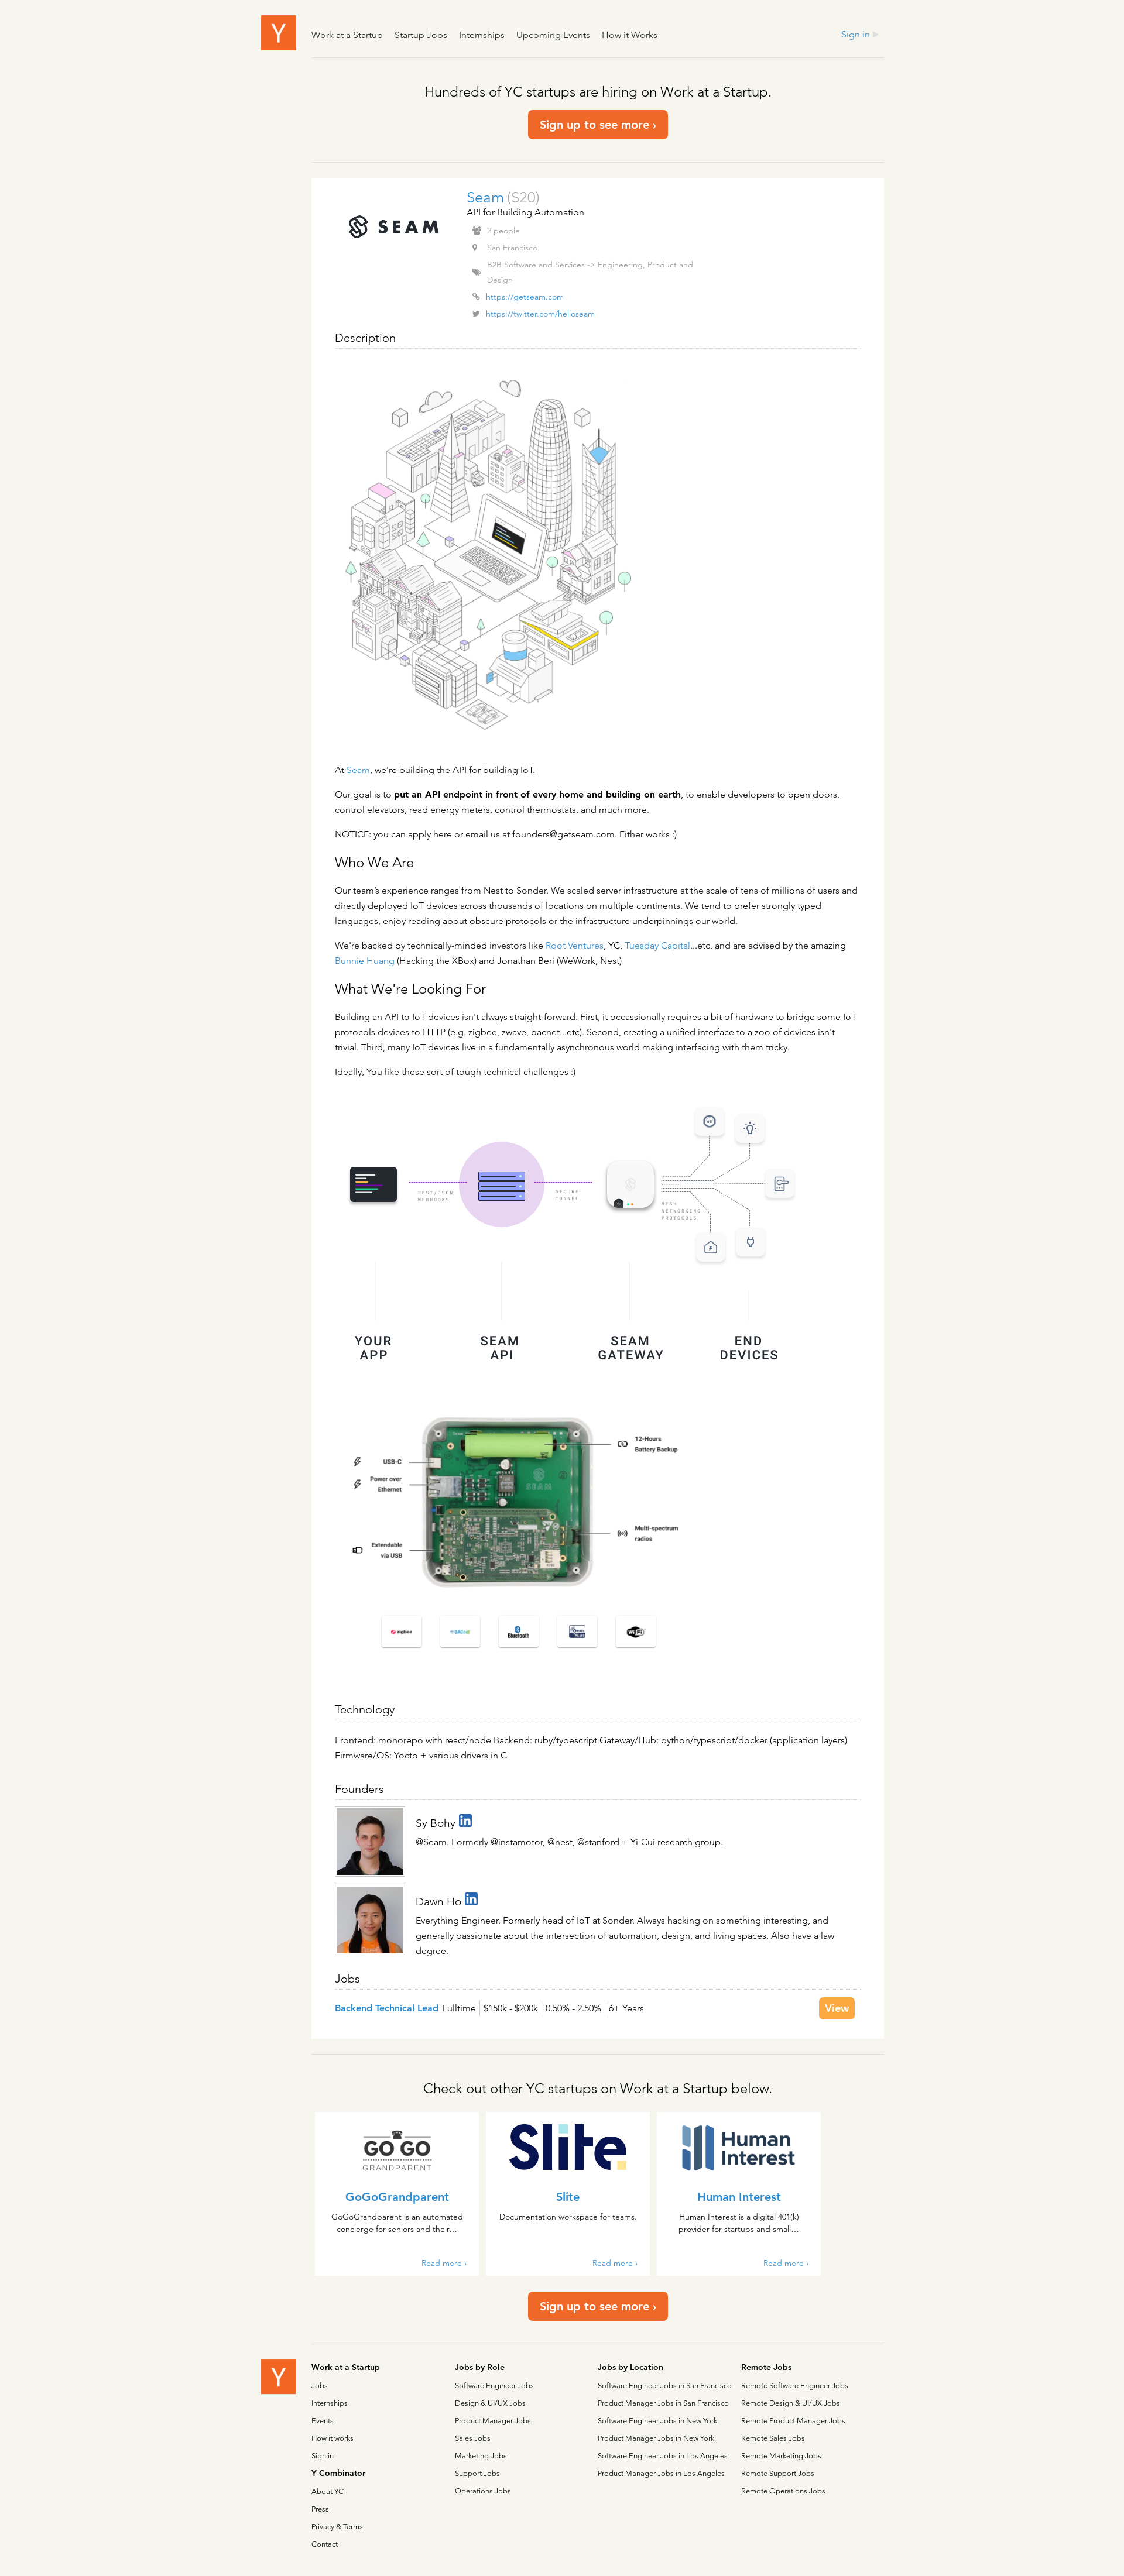 Y
Work at a Startup Startup Jobs Internships Upcoming Events How it Works
Sign in
Hundreds of YC startups are hiring on Work at a Startup.
Sign up to see more ›
SEAM
Seam (S20)
API for Building Automation
2 people
San Francisco
B2B Software and Services -> Engineering, Product and
Design
https://getseam.com
https://twitter.com/helloseam
Description
At Seam, we're building the API for building IoT.
Our goal is to put an API endpoint in front of every home and building on earth, to enable developers to open doors,
control elevators, read energy meters, control thermostats, and much more.
NOTICE: you can apply here or email us at founders@getseam.com. Either works :)
Who We Are
Our team's experience ranges from Nest to Sonder. We scaled server infrastructure at the scale of tens of millions of users and
directly deployed IoT devices across thousands of locations on multiple continents. We tend to prefer strongly typed
languages, enjoy reading about obscure protocols or the infrastructure underpinnings our world.
We're backed by technically-minded investors like Root Ventures, YC, Tuesday Capital...etc, and are advised by the amazing
Bunnie Huang (Hacking the XBox) and Jonathan Beri (WeWork, Nest)
What We're Looking For
Building an API to IoT devices isn't always straight-forward. First, it occassionally requires a bit of hardware to bridge some IoT
protocols devices to HTTP (e.g. zigbee, zwave, bacnet...etc). Second, creating a unified interface to a zoo of devices isn't
trivial. Third, many IoT devices live in a fundamentally asynchronous world making interfacing with them tricky.
Ideally, You like these sort of tough technical challenges :)
REST/JSON
WEBHOOKS
SECURE
TUNNEL
MESH
NETWORKING
PROTOCOLS
YOUR
APP
SEAM
API
SEAM
GATEWAY
END
DEVICES
12-Hours
Battery Backup
USB-C
Power over
Ethernet
SEAM
Extendable
via USB
Multi-spectrum
radios
zigbee
BACnet
Bluetooth
WiFi
Technology
Frontend: monorepo with react/node Backend: ruby/typescript Gateway/Hub: python/typescript/docker (application layers)
Firmware/OS: Yocto + various drivers in C
Founders
Sy Bohy in
@Seam. Formerly @instamotor, @nest, @stanford + Yi-Cui research group.
Dawn Ho in
Everything Engineer. Formerly head of IoT at Sonder. Always hacking on something interesting, and
generally passionate about the intersection of automation, design, and living spaces. Also have a law
degree.
Jobs
Backend Technical Lead Fulltime $150k - $200k 0.50% - 2.50% 6+ Years
View
Check out other YC startups on Work at a Startup below.
GO GO
GRANDPARENT
GoGoGrandparent
GoGoGrandparent is an automated
concierge for seniors and their...
Read more ›
Slite
Slite
Documentation workspace for teams.
Read more ›
Human
Interest
Human Interest
Human Interest is a digital 401(k)
provider for startups and small...
Read more ›
Sign up to see more ›
Y
Work at a Startup
Jobs
Internships
Events
How it works
Sign in
Y Combinator
About YC
Press
Privacy & Terms
Contact
Jobs by Role
Software Engineer Jobs
Design & UI/UX Jobs
Product Manager Jobs
Sales Jobs
Marketing Jobs
Support Jobs
Operations Jobs
Jobs by Location
Software Engineer Jobs in San Francisco
Product Manager Jobs in San Francisco
Software Engineer Jobs in New York
Product Manager Jobs in New York
Software Engineer Jobs in Los Angeles
Product Manager Jobs in Los Angeles
Remote Jobs
Remote Software Engineer Jobs
Remote Design & UI/UX Jobs
Remote Product Manager Jobs
Remote Sales Jobs
Remote Marketing Jobs
Remote Support Jobs
Remote Operations Jobs